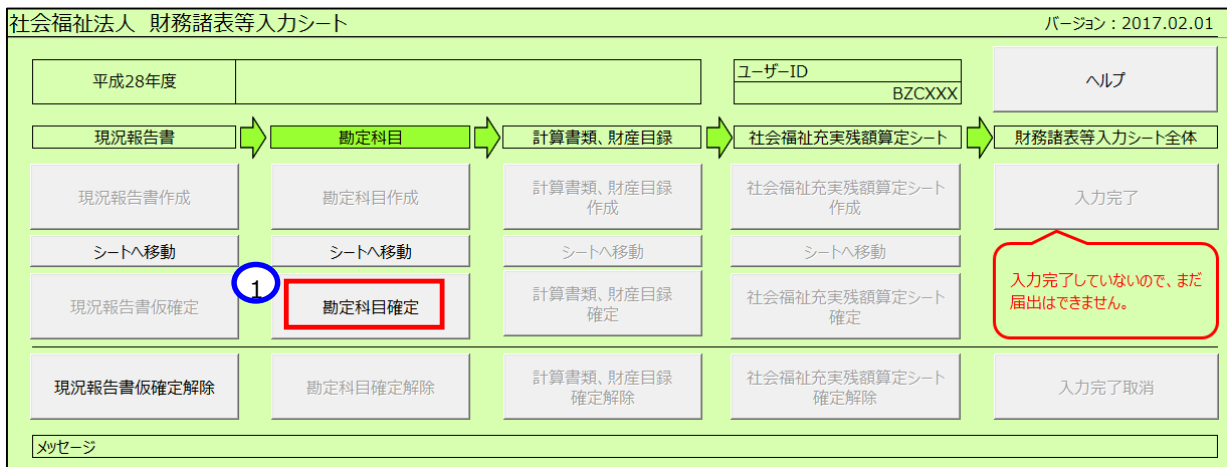 社会福祉法人 財務諸表等入力シート
バージョン：2017.02.01
平成28年度
ユーザーID
BZCXXX
ヘルプ
現況報告書
勘定科目
計算書類、財産目録
社会福祉充実残額算定シート
財務諸表等入力シート全体
現況報告書作成
勘定科目作成
計算書類、財産目録
作成
社会福祉充実残額算定シート
作成
入力完了
シートへ移動
シートへ移動
シートへ移動
シートへ移動
現況報告書仮確定
1
勘定科目確定
計算書類、財産目録
確定
社会福祉充実残額算定シート
確定
入力完了していないので、まだ
届出はできません。
現況報告書仮確定解除
勘定科目確定解除
計算書類、財産目録
確定解除
社会福祉充実残額算定シート
確定解除
入力完了取消
メッセージ